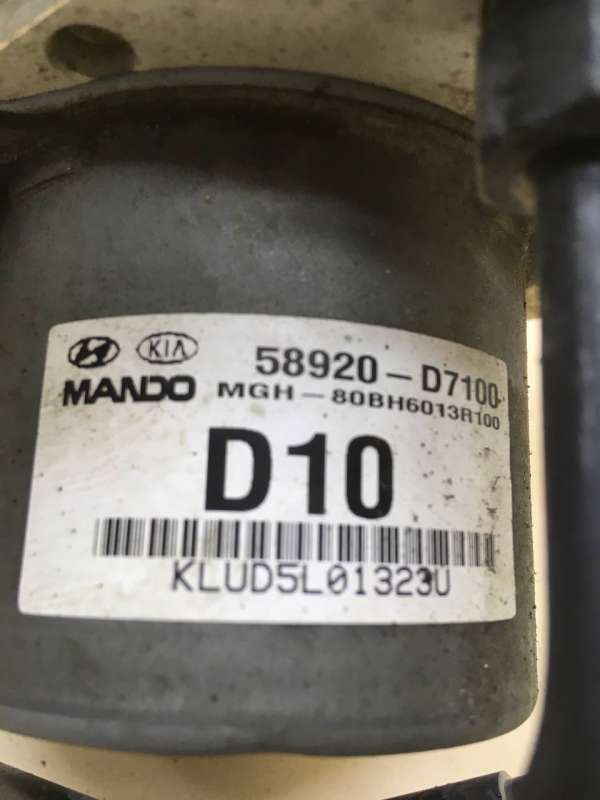 KIA 58920-D7100
MANDO MGH-80BH6013R100
D10
KLUD5L01323U